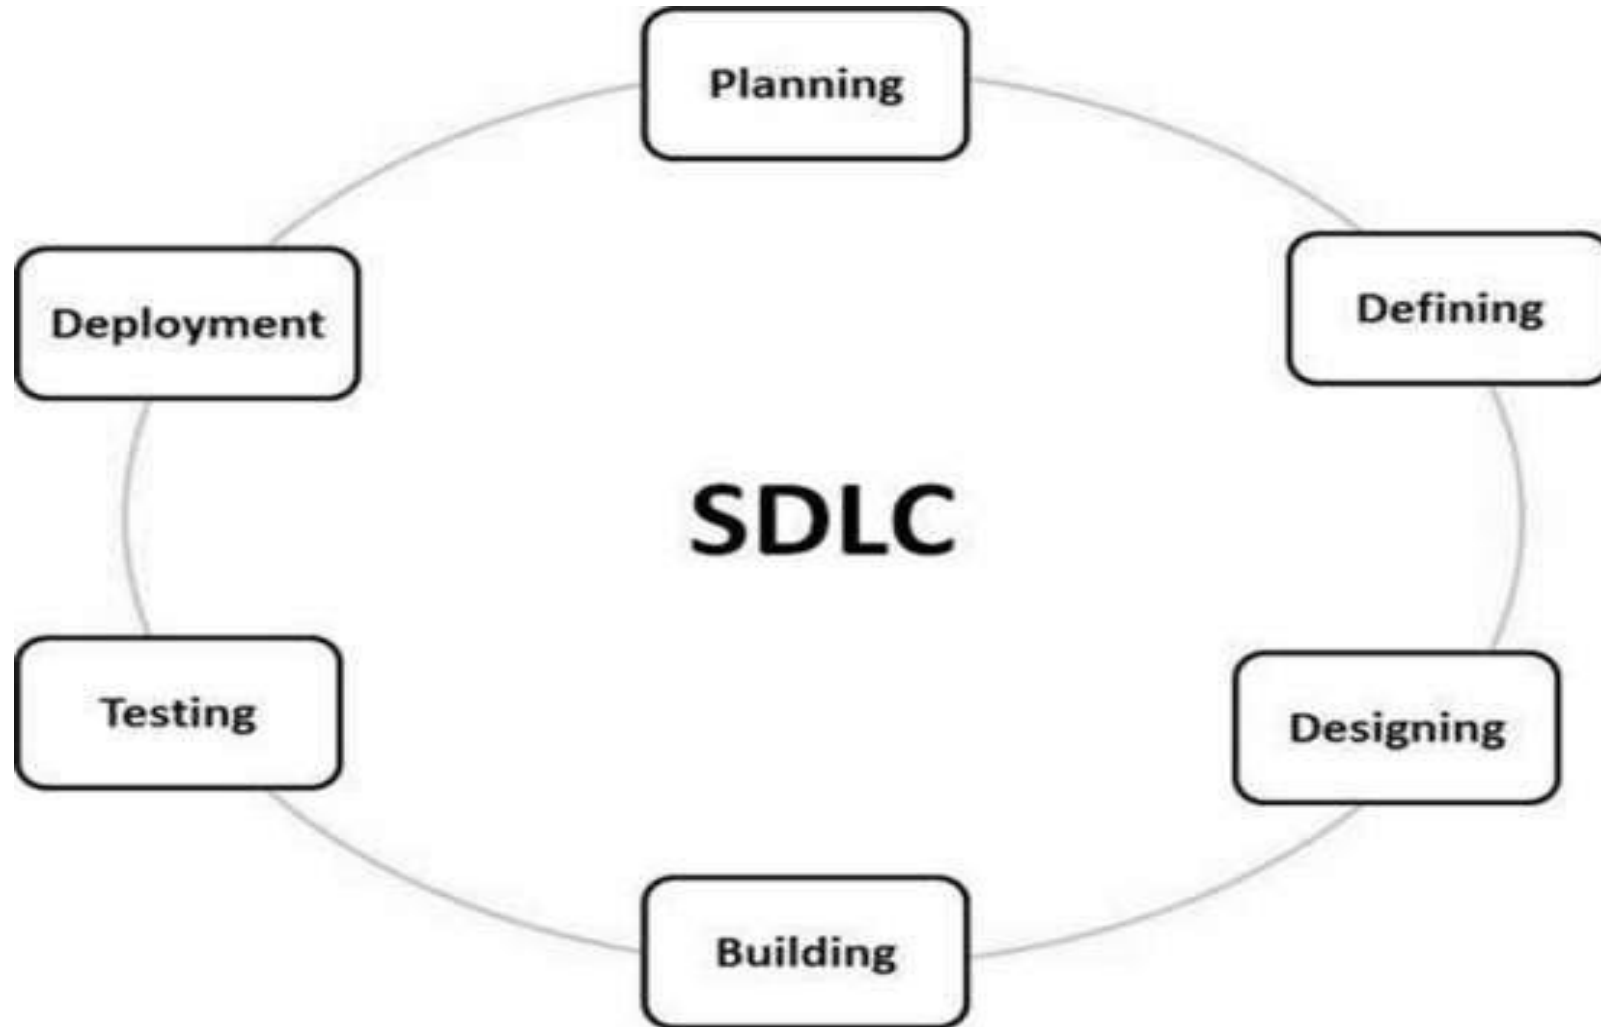 Planning
Defining
Designing
Building
Testing
Deployment
SDLC